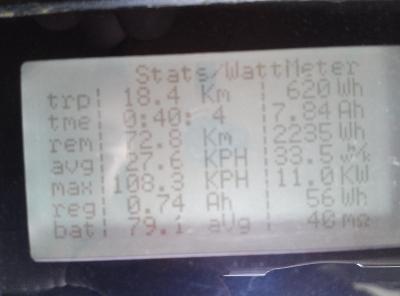 Stats/WattMeter
trp¦ 18.4 Km ¦ 620 Wh
tme¦ 0:40: 4 ¦ 7.84 Ah
rem¦ 72.8 Km ¦ 2235 Wh
avg¦ 27.6 KPH ¦ 33.5 w/k
max¦ 108.3 KPH ¦ 11.0 KW
reg¦ 0.74 Ah ¦ 56 Wh
bat¦ 79.1 aVg ¦ 40 mΩ